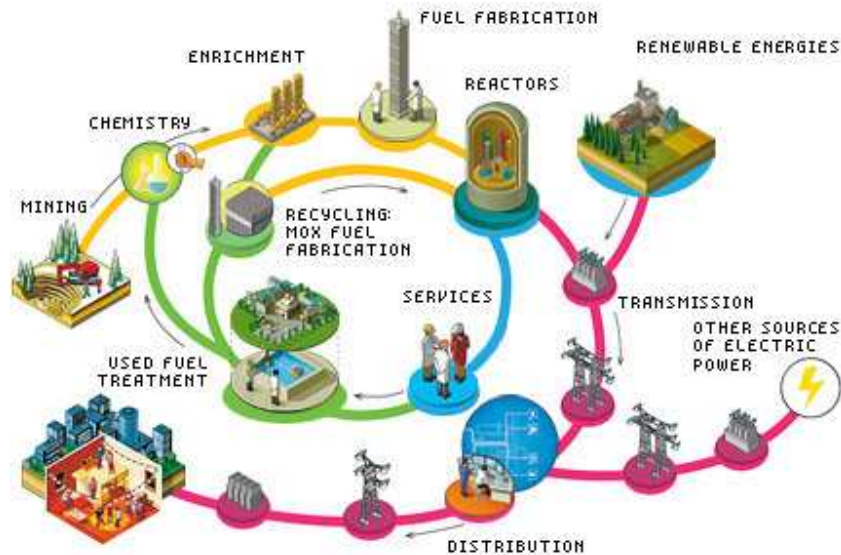 FUEL FABRICATION
RENEWABLE ENERGIES
ENRICHMENT
REACTORS
CHEMISTRY
MINING
RECYCLING:
MOX FUEL
FABRICATION
SERVICES
TRANSMISSION
OTHER SOURCES
OF ELECTRIC
POWER
USED FUEL
TREATMENT
DISTRIBUTION